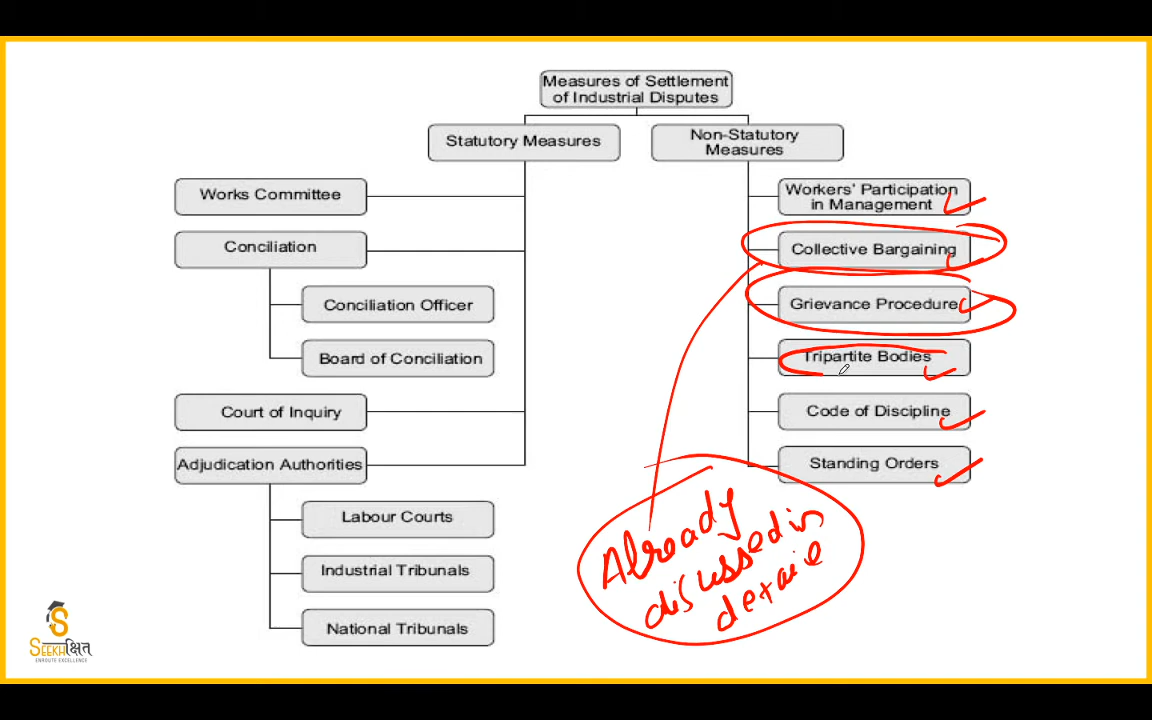 Measures of Settlement
of Industrial Disputes
Statutory Measures
Non-Statutory
Measures
Works Committee
Workers' Participation
in Management
Conciliation
Collective Bargaining
Conciliation Officer
Grievance Procedure
Board of Conciliation
Tripartite Bodies
Court of Inquiry
Code of Discipline
Adjudication Authorities
Standing Orders
Labour Courts
Industrial Tribunals
National Tribunals
Already
discussed in
detail
S
SEEKHक्षित
ENROUTE EXCELLENCE